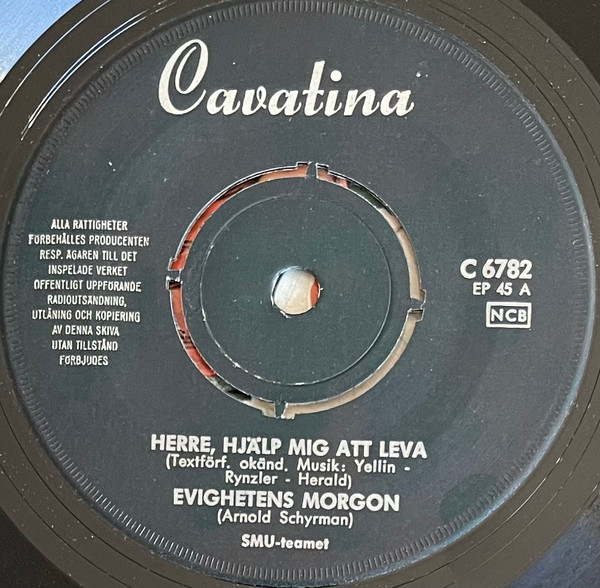 Cavatina
ALLA RÄTTIGHETER
FÖRBEHÅLLES PRODUCENTEN
RESP. ÄGAREN TILL DET
INSPELADE VERKET
OFFENTLIGT UPPFÖRANDE
RADIOUTSÄNDNING,
UTLÅNING OCH KOPIERING
AV DENNA SKIVA
UTAN TILLSTÅND
FÖRBJUDES
C 6782
EP 45 A
NCB
HERRE, HJÄLP MIG ATT LEVA
(Textförf. okänd. Musik: Yellin -
Rynzler - Herald)
EVIGHETENS MORGON
(Arnold Schyrman)
SMU-teamet